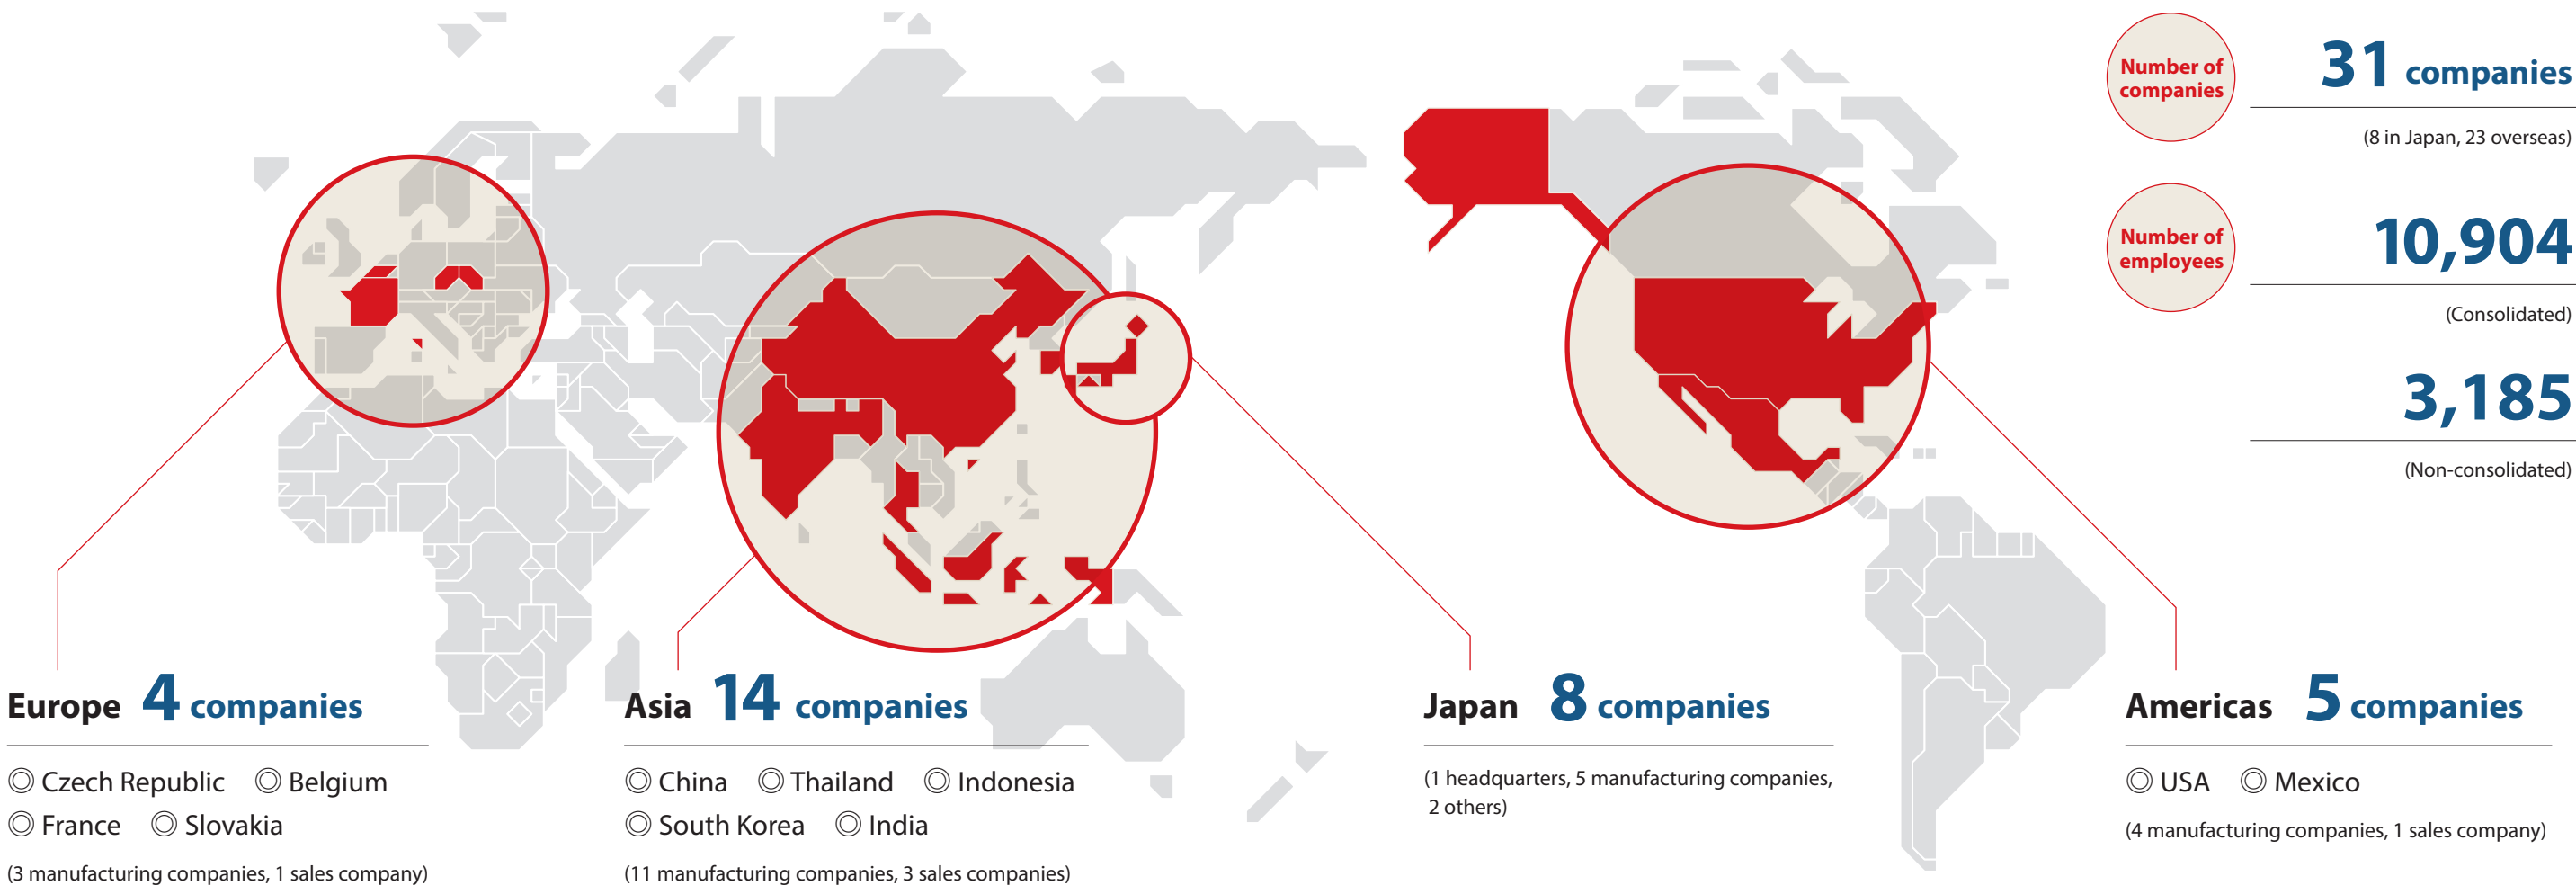 Number of
companies
31 companies
(8 in Japan, 23 overseas)
Number of
employees
10,904
(Consolidated)
3,185
(Non-consolidated)
Europe 4 companies
◎ Czech Republic ◎ Belgium
◎ France ◎ Slovakia
(3 manufacturing companies, 1 sales company)
Asia 14 companies
◎ China ◎ Thailand ◎ Indonesia
◎ South Korea ◎ India
(11 manufacturing companies, 3 sales companies)
Japan 8 companies
(1 headquarters, 5 manufacturing companies,
2 others)
Americas 5 companies
◎ USA ◎ Mexico
(4 manufacturing companies, 1 sales company)